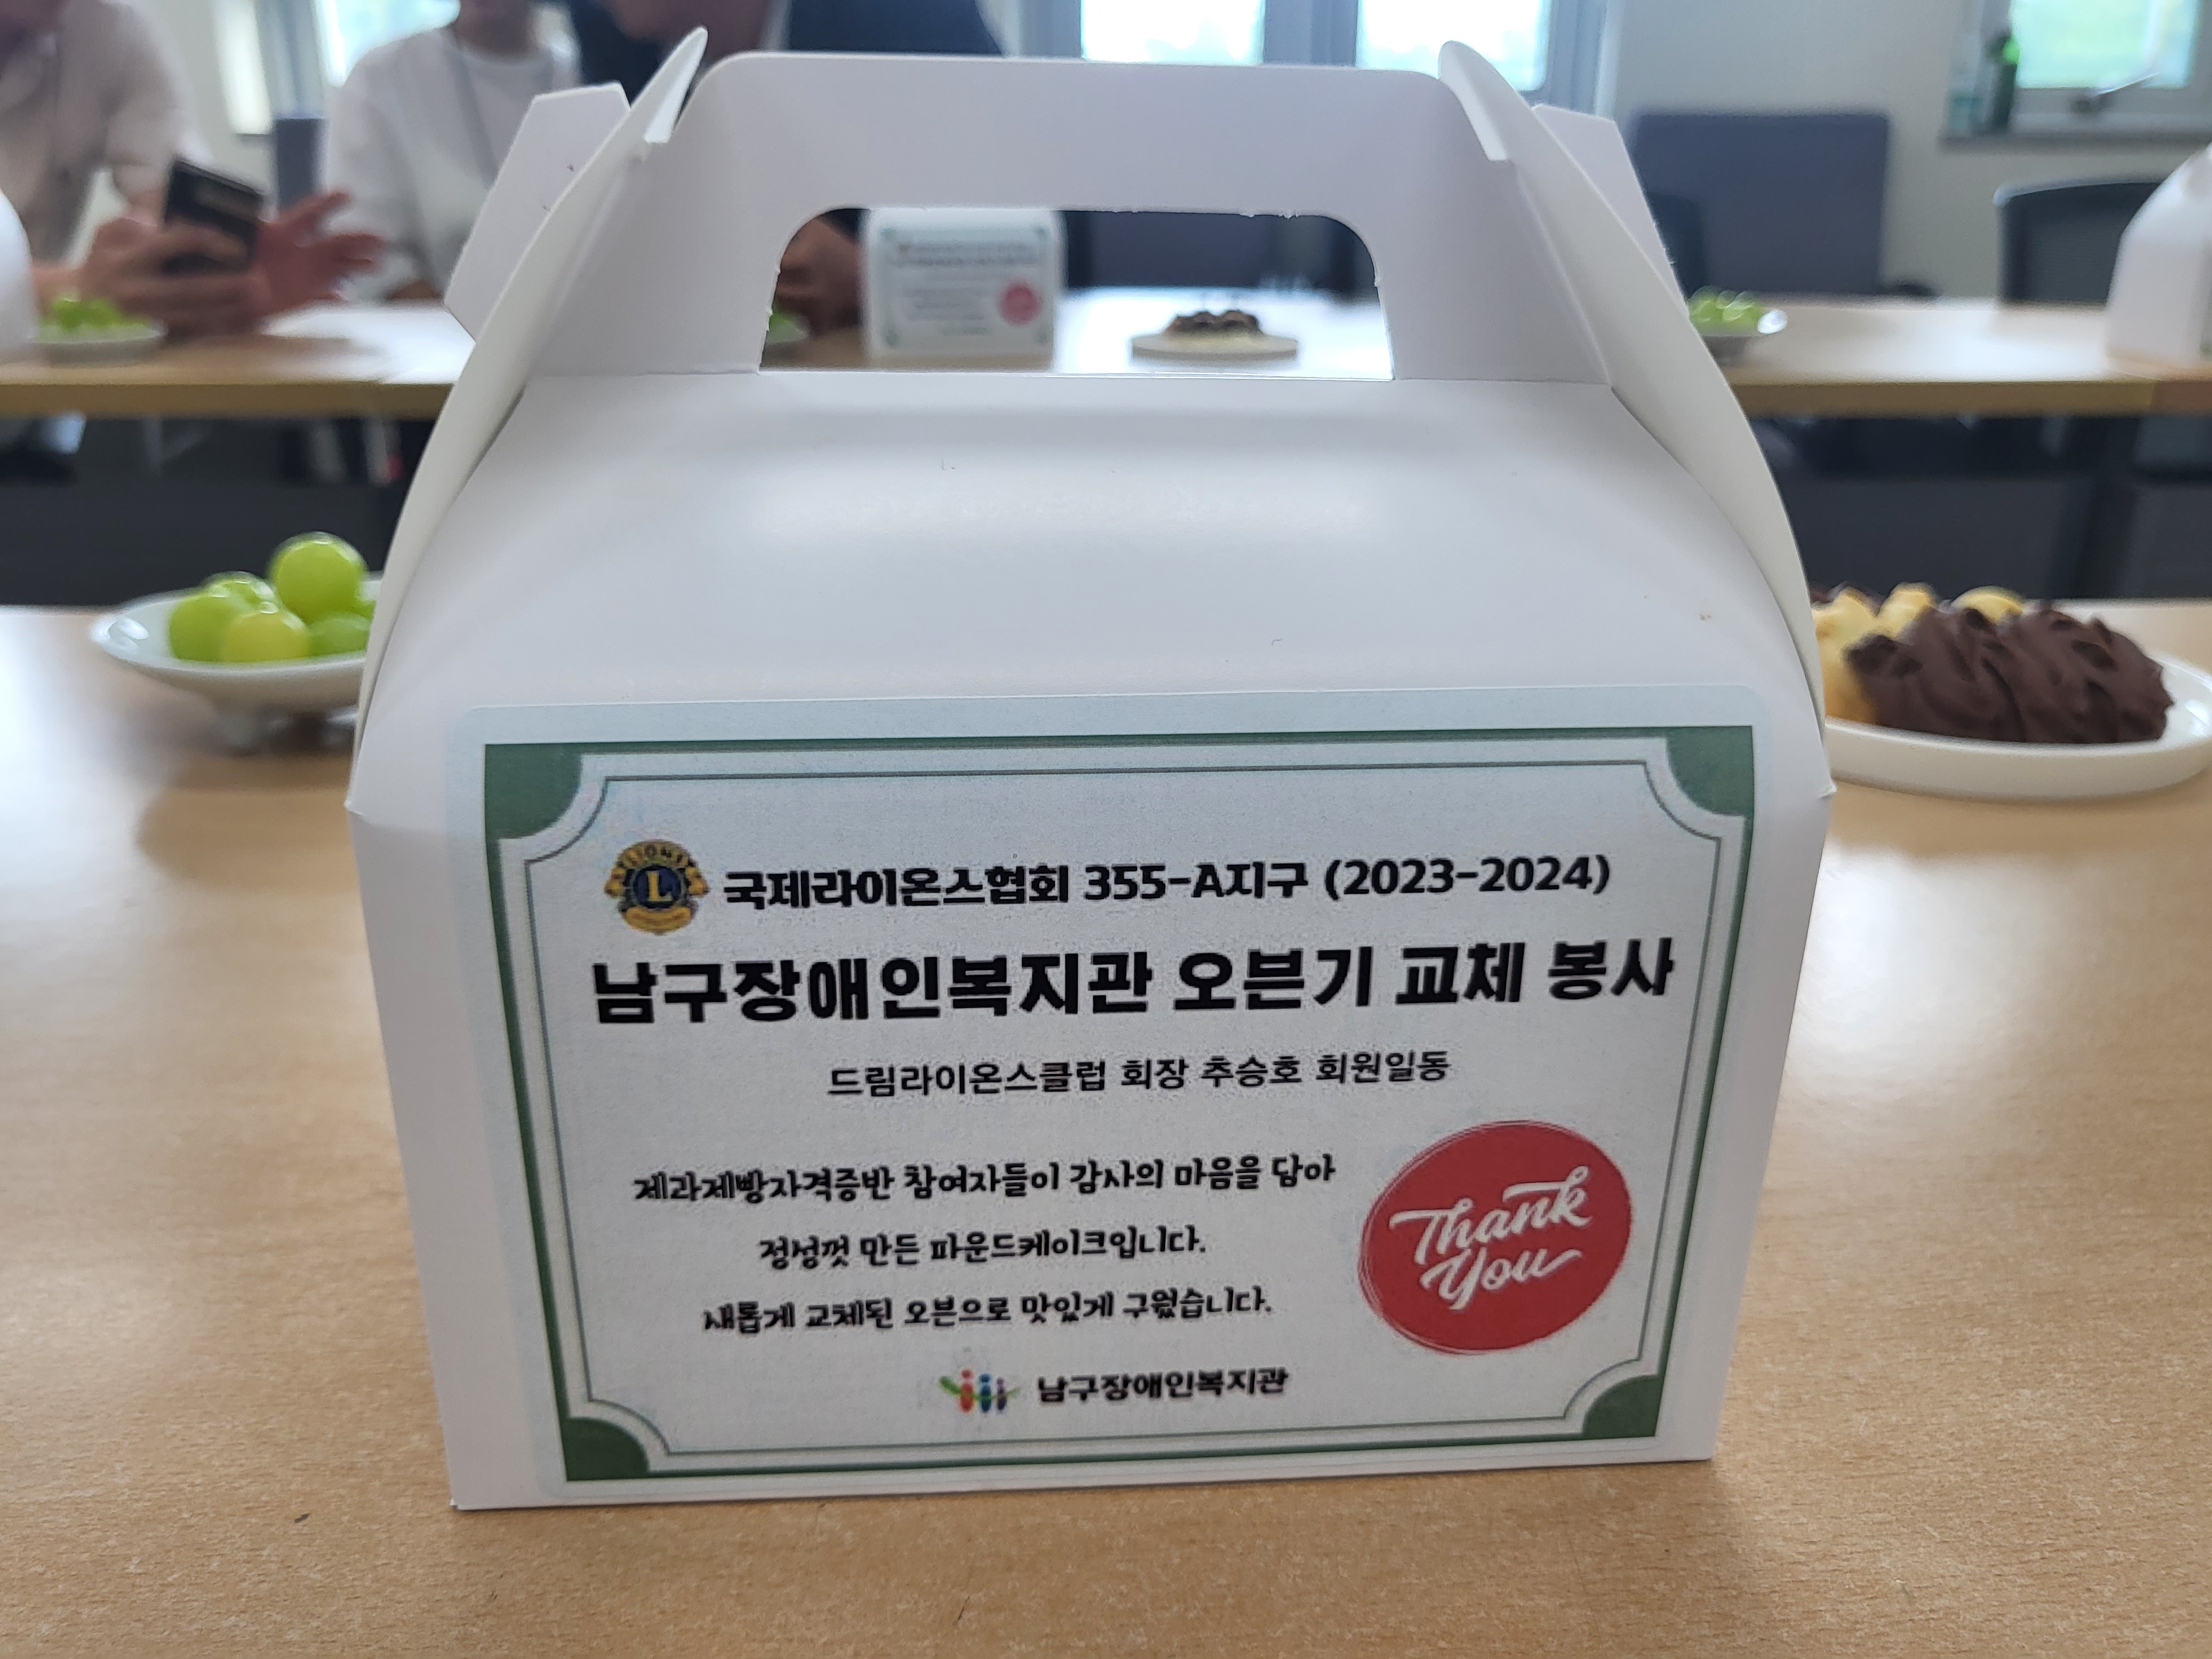 LIONS
L
국제라이온스협회 355-A지구 (2023-2024)
남구장애인복지관 오븐기 교체 봉사
드림라이온스클럽 회장 추승호 회원일동
제과제빵자격증반 참여자들이 감사의 마음을 담아
정성껏 만든 파운드케이크입니다.
새롭게 교체된 오븐으로 맛있게 구웠습니다.
Thank
You
남구장애인복지관